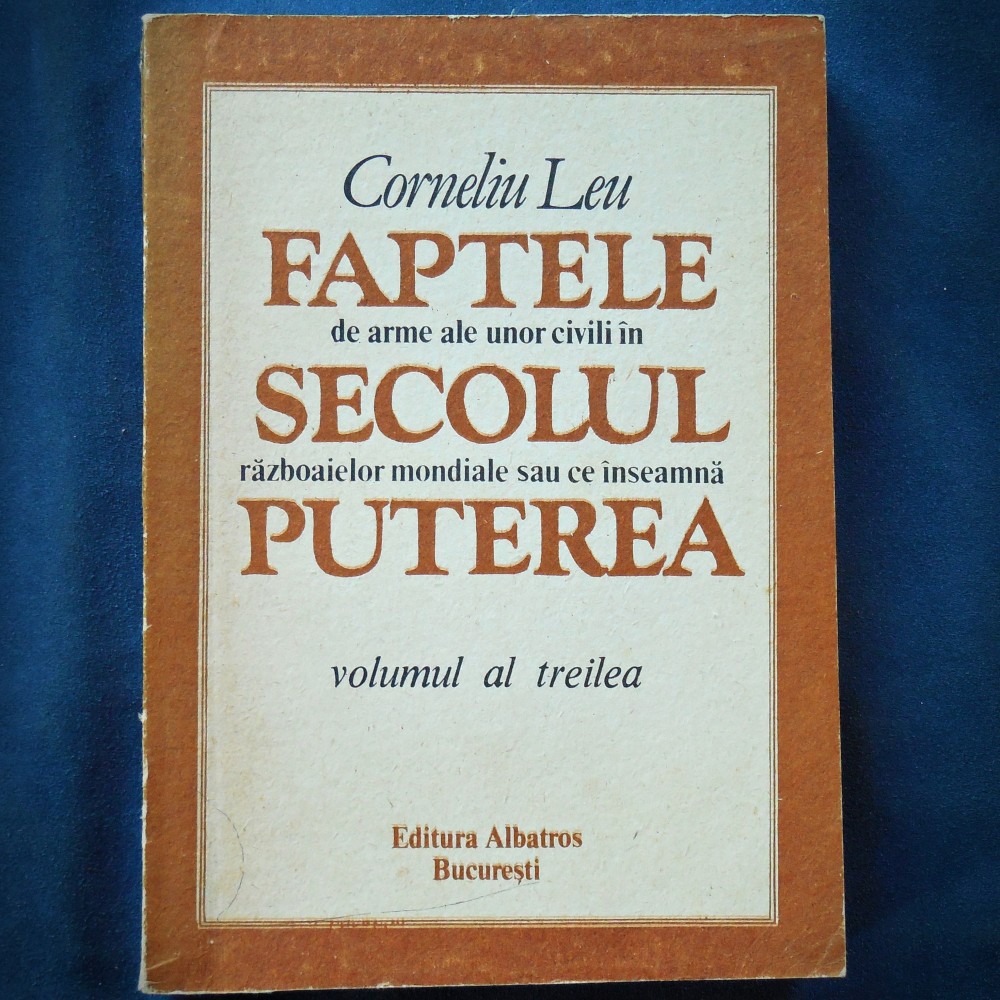 Corneliu Leu
FAPTELE
de arme ale unor civili în
SECOLUL
războaielor mondiale sau ce înseamnă
PUTEREA
volumul al treilea
Editura Albatros
București